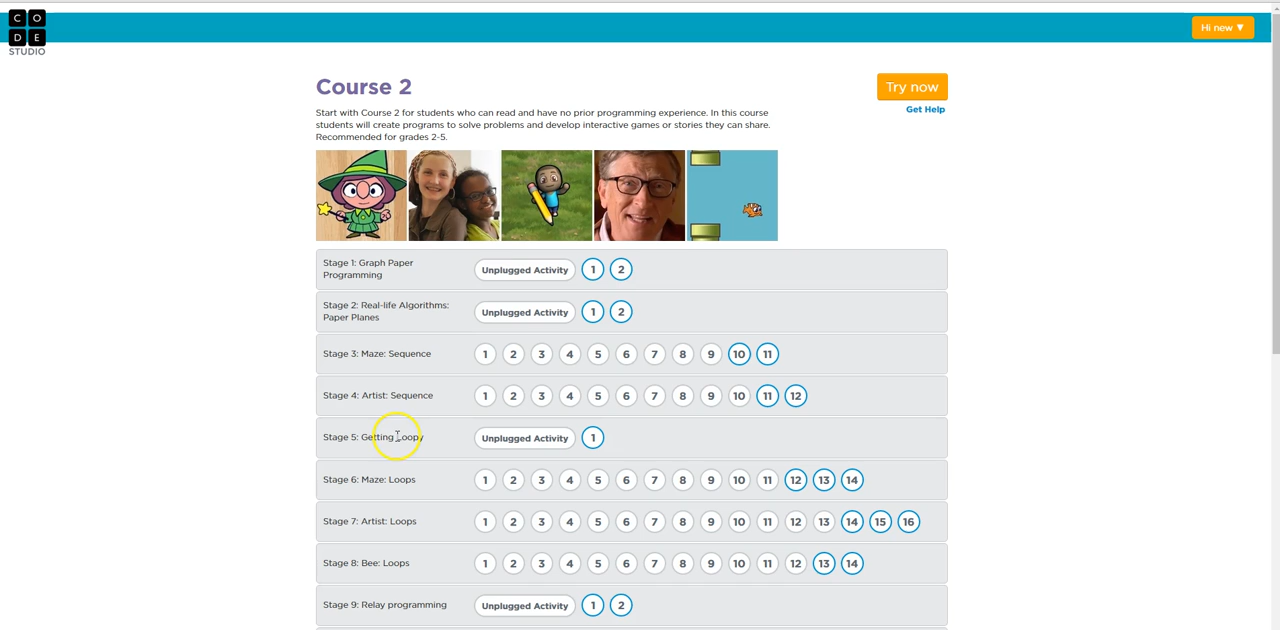 C O
D E
STUDIO
Hi new ▼
Course 2
Try now
Get Help
Start with Course 2 for students who can read and have no prior programming experience. In this course
students will create programs to solve problems and develop interactive games or stories they can share.
Recommended for grades 2-5.
Stage 1: Graph Paper
Programming
Unplugged Activity 1 2
Stage 2: Real-life Algorithms:
Paper Planes
Unplugged Activity 1 2
Stage 3: Maze: Sequence 1 2 3 4 5 6 7 8 9 10 11
Stage 4: Artist: Sequence 1 2 3 4 5 6 7 8 9 10 11 12
Stage 5: Getting Loopy Unplugged Activity 1
Stage 6: Maze: Loops 1 2 3 4 5 6 7 8 9 10 11 12 13 14
Stage 7: Artist: Loops 1 2 3 4 5 6 7 8 9 10 11 12 13 14 15 16
Stage 8: Bee: Loops 1 2 3 4 5 6 7 8 9 10 11 12 13 14
Stage 9: Relay programming Unplugged Activity 1 2